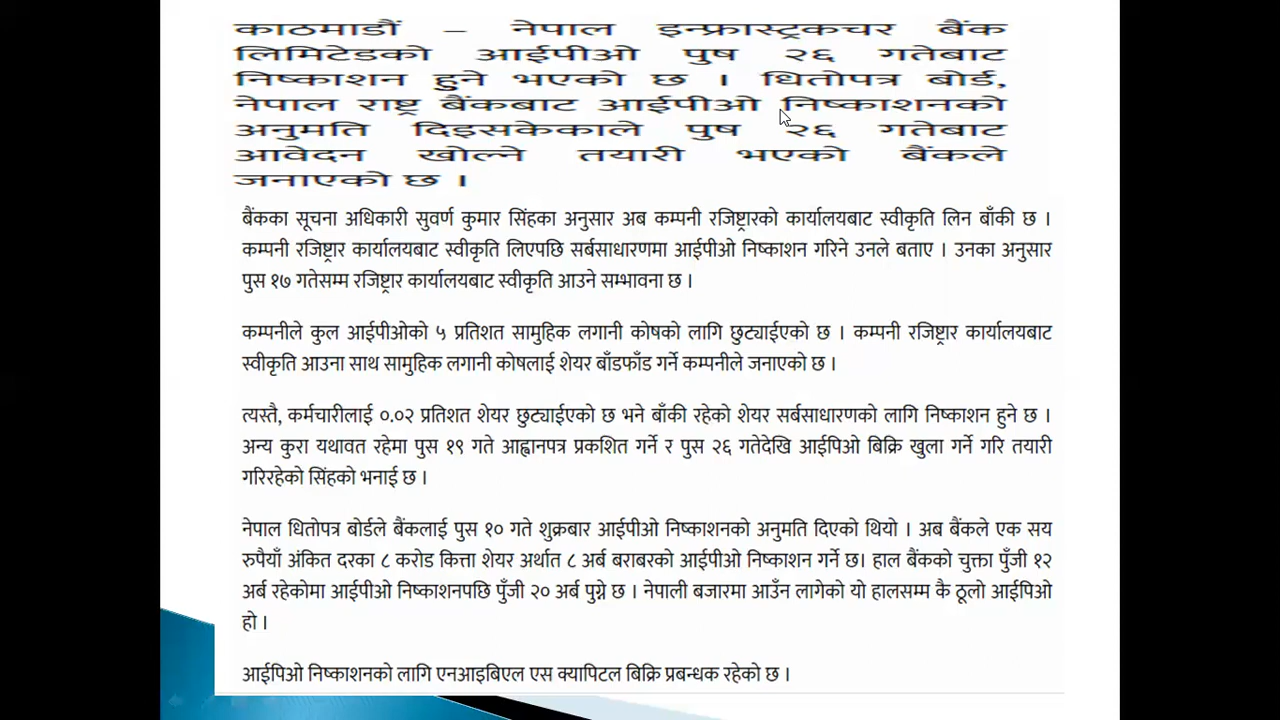 काठमाडौं – नेपाल इन्फ्रास्ट्रकचर बैंक
लिमिटेडको आईपीओ पुष २६ गतेबाट
निष्काशन हुने भएको छ । धितोपत्र बोर्ड,
नेपाल राष्ट्र बैंकबाट आईपीओ निष्काशनको
अनुमति दिइसकेकाले पुष २६ गतेबाट
आवेदन खोल्ने तयारी भएको बैंकले
जनाएको छ ।
बैंकका सूचना अधिकारी सुवर्ण कुमार सिंहका अनुसार अब कम्पनी रजिष्ट्रारको कार्यालयबाट स्वीकृति लिन बाँकी छ ।
कम्पनी रजिष्ट्रार कार्यालयबाट स्वीकृति लिएपछि सर्बसाधारणमा आईपीओ निष्काशन गरिने उनले बताए । उनका अनुसार
पुस १७ गतेसम्म रजिष्ट्रार कार्यालयबाट स्वीकृति आउने सम्भावना छ ।
कम्पनीले कुल आईपीओको ५ प्रतिशत सामुहिक लगानी कोषको लागि छुट्याईएको छ । कम्पनी रजिष्ट्रार कार्यालयबाट
स्वीकृति आउना साथ सामुहिक लगानी कोषलाई शेयर बाँडफाँड गर्ने कम्पनीले जनाएको छ ।
त्यस्तै, कर्मचारीलाई ०.०२ प्रतिशत शेयर छुट्याईएको छ भने बाँकी रहेको शेयर सर्बसाधारणको लागि निष्काशन हुने छ ।
अन्य कुरा यथावत रहेमा पुस १९ गते आह्वानपत्र प्रकशित गर्ने र पुस २६ गतेदेखि आईपिओ बिक्रि खुला गर्ने गरि तयारी
गरिरहेको सिंहको भनाई छ ।
नेपाल धितोपत्र बोर्डले बैंकलाई पुस १० गते शुक्रबार आईपीओ निष्काशनको अनुमति दिएको थियो । अब बैंकले एक सय
रुपैयाँ अंकित दरका ८ करोड कित्ता शेयर अर्थात ८ अर्ब बराबरको आईपीओ निष्काशन गर्ने छ। हाल बैंकको चुक्ता पुँजी १२
अर्ब रहेकोमा आईपीओ निष्काशनपछि पुँजी २० अर्ब पुग्ने छ । नेपाली बजारमा आउँन लागेको यो हालसम्म कै ठूलो आईपिओ
हो ।
आईपिओ निष्काशनको लागि एनआइबिएल एस क्यापिटल बिक्रि प्रबन्धक रहेको छ ।